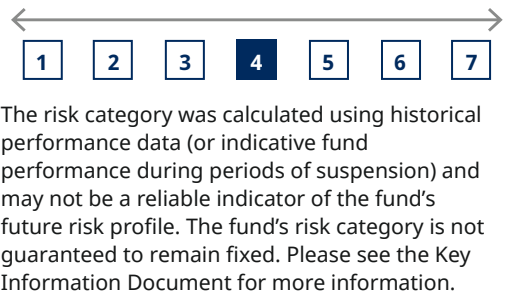 1 2 3 4 5 6 7
The risk category was calculated using historical
performance data (or indicative fund
performance during periods of suspension) and
may not be a reliable indicator of the fund’s
future risk profile. The fund’s risk category is not
guaranteed to remain fixed. Please see the Key
Information Document for more information.